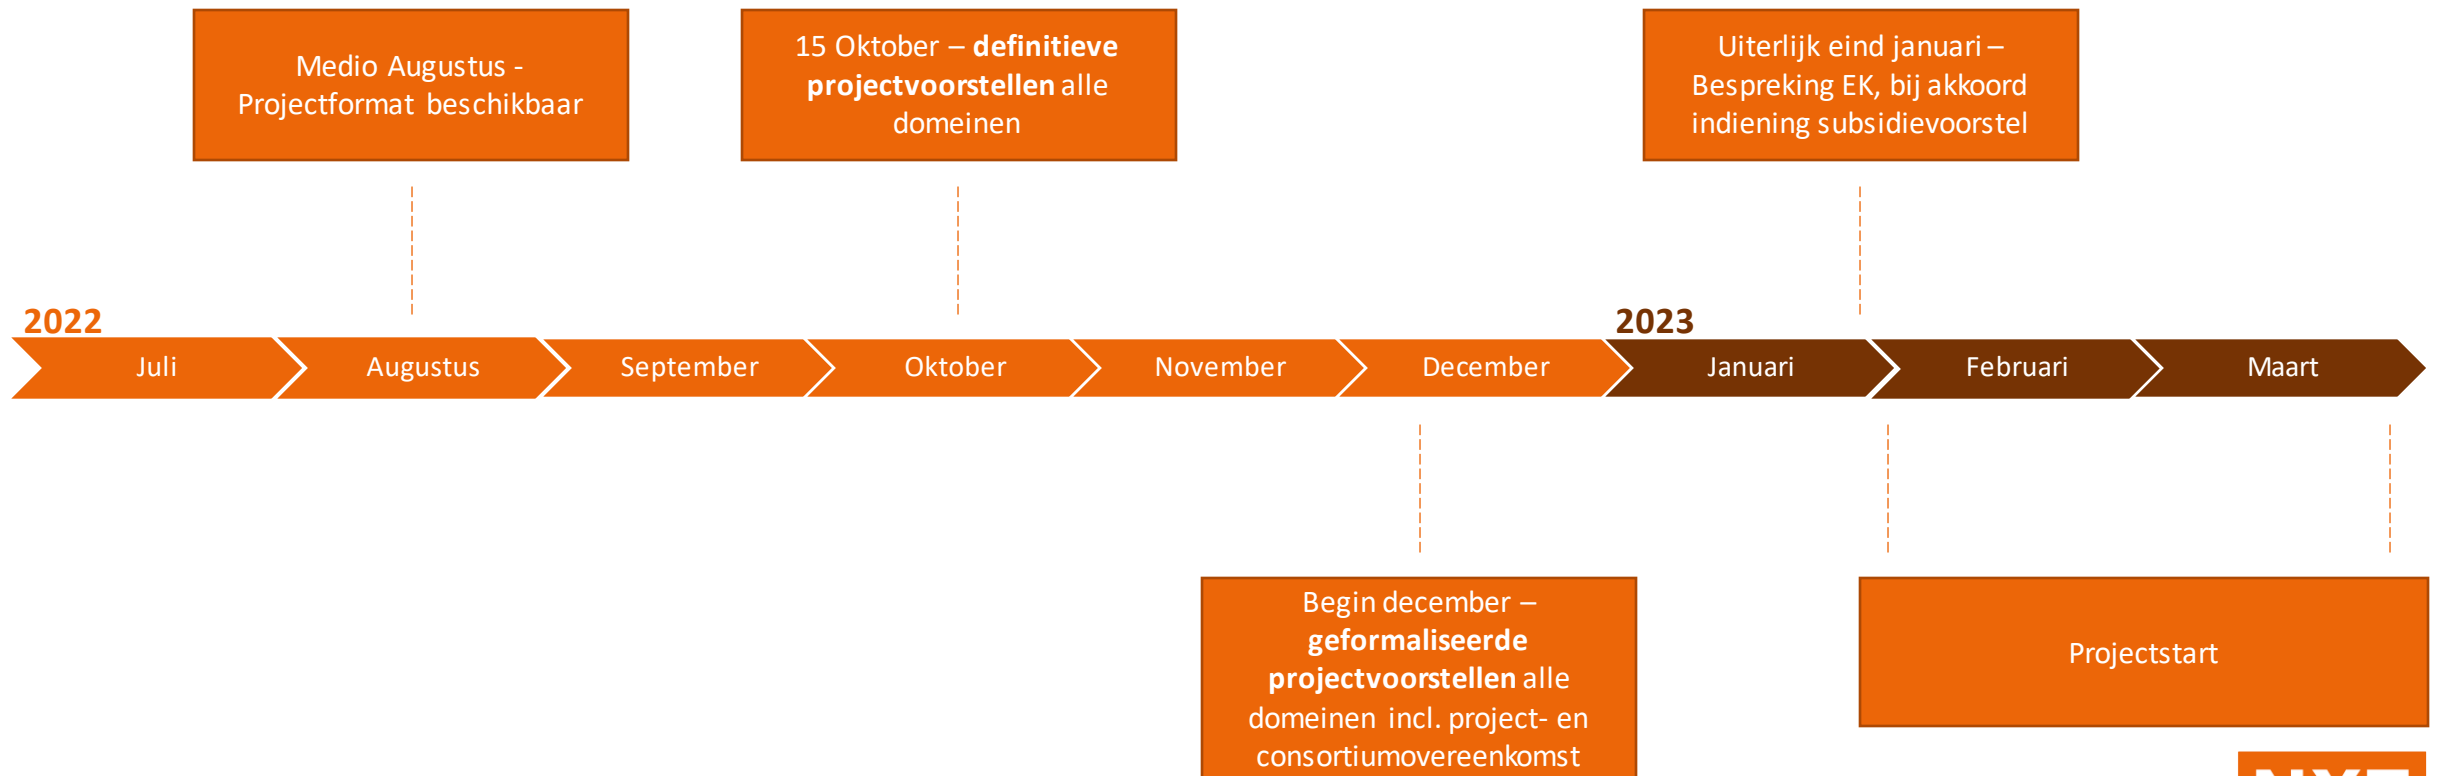 Medio Augustus -
Projectformat beschikbaar
15 Oktober – definitieve
projectvoorstellen alle
domeinen
Uiterlijk eind januari –
Bespreking EK, bij akkoord
indiening subsidievoorstel
2022
2023
Juli
Augustus
September
Oktober
November
December
Januari
Februari
Maart
Begin december –
geformaliseerde
projectvoorstellen alle
domeinen incl. project- en
consortiumovereenkomst
Projectstart